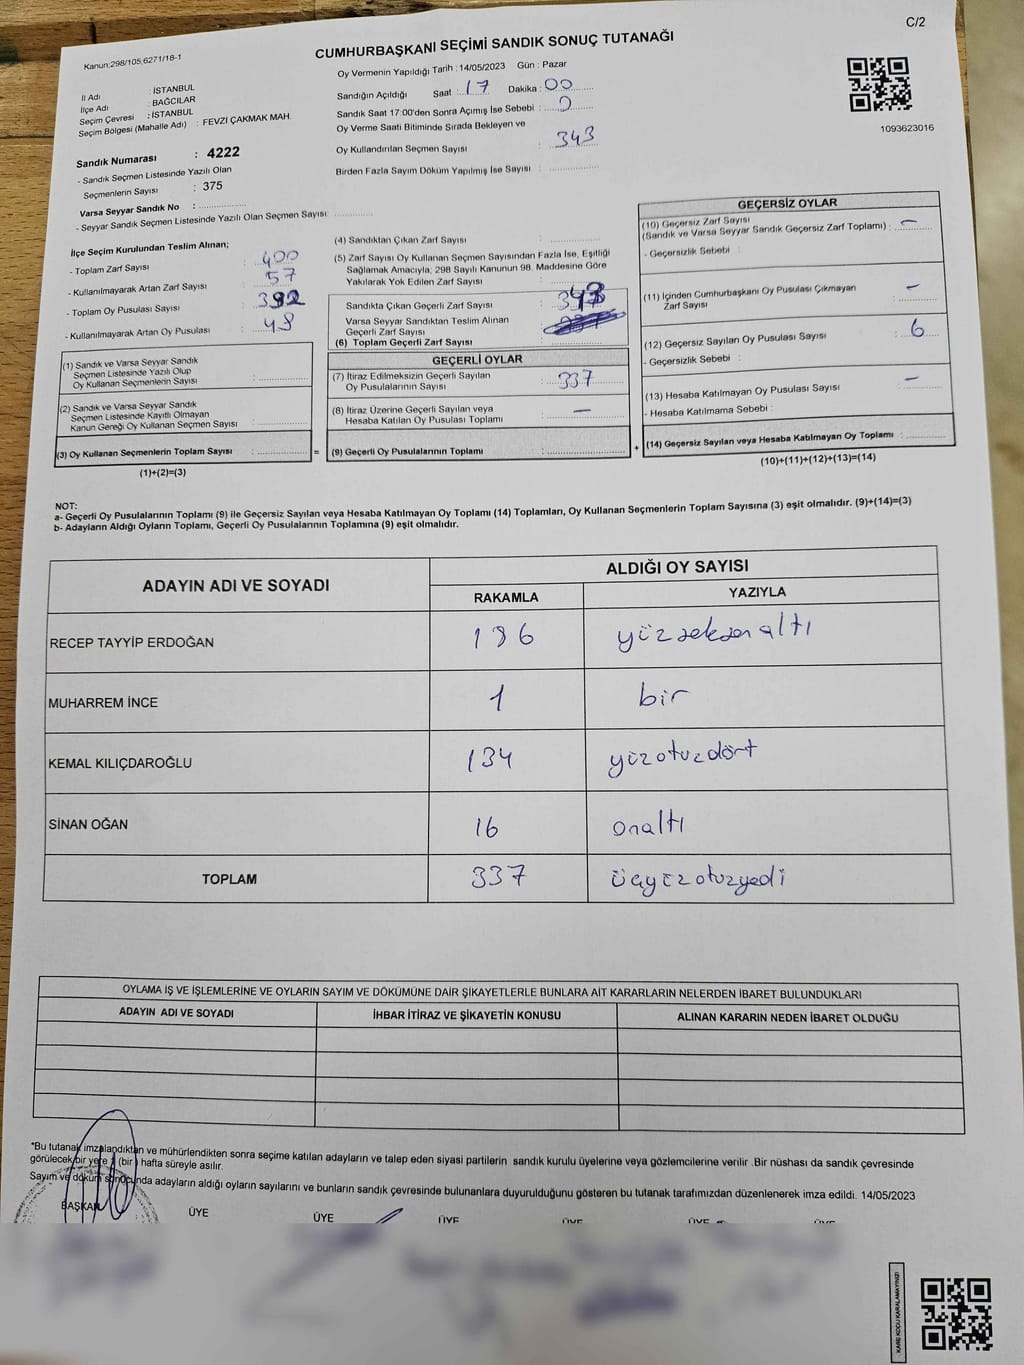 C/2
Kanun:298/105,6271/18-1
CUMHURBAŞKANI SEÇİMİ SANDIK SONUÇ TUTANAĞI
İl Adı : İSTANBUL
İlçe Adı : BAĞCILAR
Seçim Çevresi : İSTANBUL
Seçim Bölgesi (Mahalle Adı) : FEVZİ ÇAKMAK MAH.
Oy Vermenin Yapıldığı Tarih : 14/05/2023 Gün : Pazar
Sandığın Açıldığı Saat : 17 Dakika : 00
Sandık Saat 17:00'den Sonra Açımış İse Sebebi :
Oy Verme Saati Bitiminde Sırada Bekleyen ve
Oy Kullandırılan Seçmen Sayısı : 343
Birden Fazla Sayım Döküm Yapılmış İse Sayısı :
1093623016
Sandık Numarası : 4222
- Sandık Seçmen Listesinde Yazılı Olan
Seçmenlerin Sayısı : 375
Varsa Seyyar Sandık No :
- Seyyar Sandık Seçmen Listesinde Yazılı Olan Seçmen Sayısı:
İlçe Seçim Kurulundan Teslim Alınan;
- Toplam Zarf Sayısı : 400
- Kullanılmayarak Artan Zarf Sayısı : 57
- Toplam Oy Pusulası Sayısı : 392
- Kullanılmayarak Artan Oy Pusulası :
(1) Sandık ve Varsa Seyyar Sandık
Seçmen Listesinde Yazılı Olup
Oy Kullanan Seçmenlerin Sayısı :
(2) Sandık ve Varsa Seyyar Sandık
Seçmen Listesinde Kayıtlı Olmayan
Kanun Gereği Oy Kullanan Seçmen Sayısı :
(3) Oy Kullanan Seçmenlerin Toplam Sayısı :
(1)+(2)=(3)
(4) Sandıktan Çıkan Zarf Sayısı :
(5) Zarf Sayısı Oy Kullanan Seçmen Sayısından Fazla İse, Eşitliği
Sağlamak Amacıyla; 298 Sayılı Kanunun 98. Maddesine Göre
Yakılarak Yok Edilen Zarf Sayısı :
Sandıkta Çıkan Geçerli Zarf Sayısı : 343
Varsa Seyyar Sandıktan Teslim Alınan
Geçerli Zarf Sayısı :
(6) Toplam Geçerli Zarf Sayısı :
GEÇERLİ OYLAR
(7) İtiraz Edilmeksizin Geçerli Sayılan
Oy Pusulalarının Sayısı : 337
(8) İtiraz Üzerine Geçerli Sayılan veya
Hesaba Katılan Oy Pusulası Toplamı : —
= (9) Geçerli Oy Pusulalarının Toplamı :
GEÇERSİZ OYLAR
(10) Geçersiz Zarf Sayısı
(Sandık ve Varsa Seyyar Sandık Geçersiz Zarf Toplamı) : —
- Geçersizlik Sebebi :
(11) İçinden Cumhurbaşkanı Oy Pusulası Çıkmayan
Zarf Sayısı : —
(12) Geçersiz Sayılan Oy Pusulası Sayısı : 6
- Geçersizlik Sebebi :
(13) Hesaba Katılmayan Oy Pusulası Sayısı : —
- Hesaba Katılmama Sebebi :
+ (14) Geçersiz Sayılan veya Hesaba Katılmayan Oy Toplamı :
(10)+(11)+(12)+(13)=(14)
NOT:
a- Geçerli Oy Pusulalarının Toplamı (9) ile Geçersiz Sayılan veya Hesaba Katılmayan Oy Toplamı (14) Toplamları, Oy Kullanan Seçmenlerin Toplam Sayısına (3) eşit olmalıdır. (9)+(14)=(3)
b- Adayların Aldığı Oyların Toplamı, Geçerli Oy Pusulalarının Toplamına (9) eşit olmalıdır.
ADAYIN ADI VE SOYADI
ALDIĞI OY SAYISI
RAKAMLA YAZIYLA
RECEP TAYYİP ERDOĞAN 186 yüzseksenaltı
MUHARREM İNCE 1 bir
KEMAL KILIÇDAROĞLU 134 yüzotuzdört
SİNAN OĞAN 16 onaltı
TOPLAM 337 üçyüzotuzyedi
OYLAMA İŞ VE İŞLEMLERİNE VE OYLARIN SAYIM VE DÖKÜMÜNE DAİR ŞİKAYETLERLE BUNLARA AİT KARARLARIN NELERDEN İBARET BULUNDUKLARI
ADAYIN ADI VE SOYADI İHBAR İTİRAZ VE ŞİKAYETİN KONUSU ALINAN KARARIN NEDEN İBARET OLDUĞU
*Bu tutanak imzalandıktan ve mühürlendikten sonra seçime katılan adayların ve talep eden siyasi partilerin sandık kurulu üyelerine veya gözlemcilerine verilir .Bir nüshası da sandık çevresinde
görülecek bir yere 1 (bir) hafta süreyle asılır.
Sayım ve döküm sonucunda adayların aldığı oyların sayılarını ve bunların sandık çevresinde bulunanlara duyurulduğunu gösteren bu tutanak tarafımızdan düzenlenerek imza edildi. 14/05/2023
BAŞKAN ÜYE ÜYE ÜYE ÜYE ÜYE ÜYE
KARE KODU KARALAMAYINIZ!